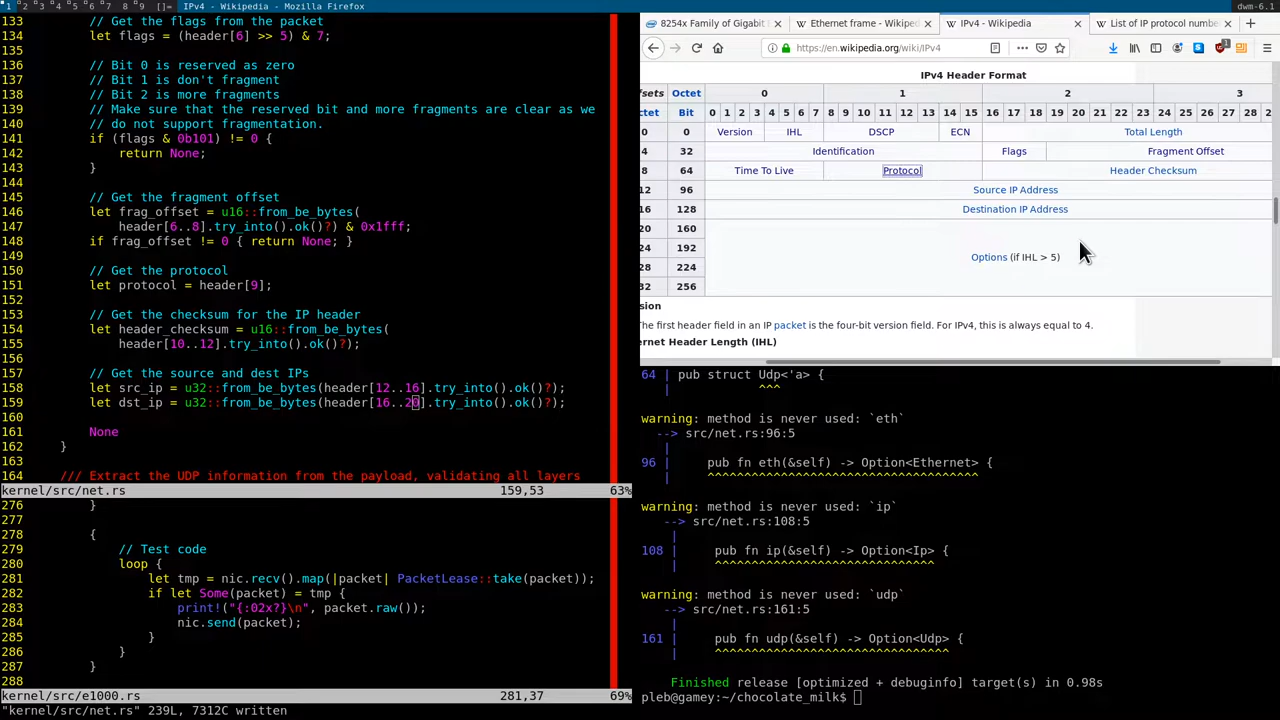 1 2 3 4 5 6 7 8 9 []= IPv4 - Wikipedia - Mozilla Firefox dwm-6.1
133 // Get the flags from the packet
134 let flags = (header[6] >> 5) & 7;
135
136 // Bit 0 is reserved as zero
137 // Bit 1 is don't fragment
138 // Bit 2 is more fragments
139 // Make sure that the reserved bit and more fragments are clear as we
140 // do not support fragmentation.
141 if (flags & 0b101) != 0 {
142 return None;
143 }
144
145 // Get the fragment offset
146 let frag_offset = u16::from_be_bytes(
147 header[6..8].try_into().ok()?) & 0x1fff;
148 if frag_offset != 0 { return None; }
149
150 // Get the protocol
151 let protocol = header[9];
152
153 // Get the checksum for the IP header
154 let header_checksum = u16::from_be_bytes(
155 header[10..12].try_into().ok()?);
156
157 // Get the source and dest IPs
158 let src_ip = u32::from_be_bytes(header[12..16].try_into().ok()?);
159 let dst_ip = u32::from_be_bytes(header[16..20].try_into().ok()?);
160
161 None
162 }
163
164 /// Extract the UDP information from the payload, validating all layers
kernel/src/net.rs 159,53 63%
276 }
277
278 {
279 // Test code
280 loop {
281 let tmp = nic.recv().map(|packet| PacketLease::take(packet));
282 if let Some(packet) = tmp {
283 print!("{:02x?}\n", packet.raw());
284 nic.send(packet);
285 }
286 }
287 }
288
kernel/src/e1000.rs 281,37 69%
"kernel/src/net.rs" 239L, 7312C written
8254x Family of Gigabit Ethernet frame - Wikiped IPv4 - Wikipedia List of IP protocol numbe
https://en.wikipedia.org/wiki/IPv4
IPv4 Header Format
fsets Octet 0 1 2 3
ctet Bit 0 1 2 3 4 5 6 7 8 9 10 11 12 13 14 15 16 17 18 19 20 21 22 23 24 25 26 27 28
0 0 Version IHL DSCP ECN Total Length
4 32 Identification Flags Fragment Offset
8 64 Time To Live Protocol Header Checksum
12 96 Source IP Address
16 128 Destination IP Address
20 160
24 192
Options (if IHL > 5)
28 224
32 256
sion
The first header field in an IP packet is the four-bit version field. For IPv4, this is always equal to 4.
ernet Header Length (IHL)
64 | pub struct Udp<'a> {
| ^^^
warning: method is never used: `eth`
--> src/net.rs:96:5
|
96 | pub fn eth(&self) -> Option<Ethernet> {
| ^^^^^^^^^^^^^^^^^^^^^^^^^^^^^^^^^^^^^
warning: method is never used: `ip`
--> src/net.rs:108:5
|
108 | pub fn ip(&self) -> Option<Ip> {
| ^^^^^^^^^^^^^^^^^^^^^^^^^^^^^^
warning: method is never used: `udp`
--> src/net.rs:161:5
|
161 | pub fn udp(&self) -> Option<Udp> {
| ^^^^^^^^^^^^^^^^^^^^^^^^^^^^^^^^
Finished release [optimized + debuginfo] target(s) in 0.98s
pleb@gamey:~/chocolate_milk$